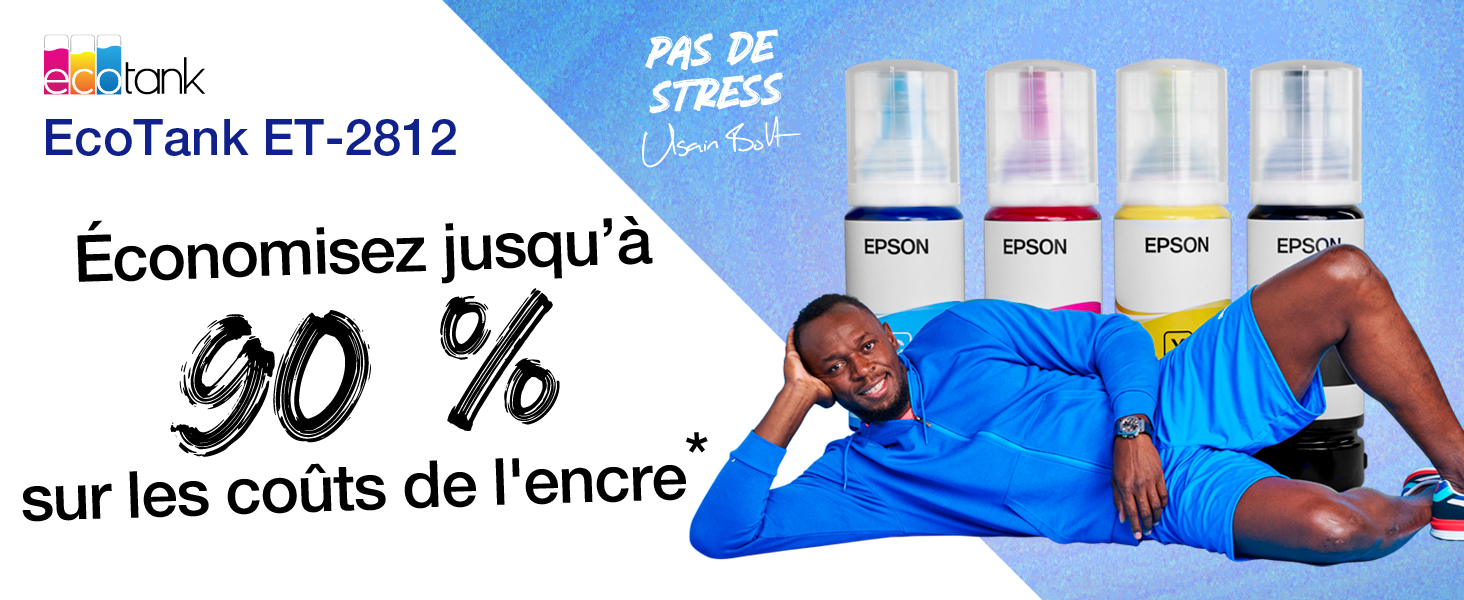 ecotank
EcoTank ET-2812
Économisez jusqu’à
90 %
sur les coûts de l'encre*
PAS DE
STRESS
Usain Bolt
EPSON
EPSON
EPSON
EPSON